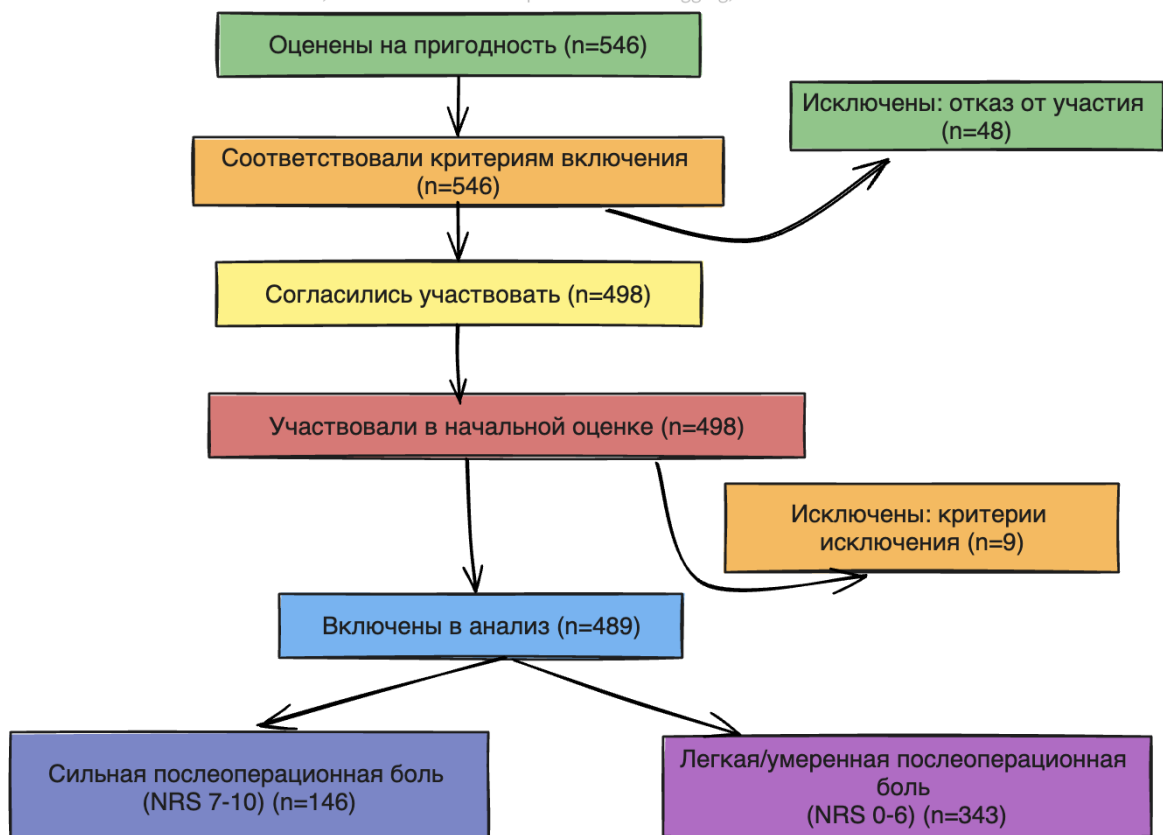 Оценены на пригодность (n=546)
Исключены: отказ от участия
(n=48)
Соответствовали критериям включения
(n=546)
Согласились участвовать (n=498)
Участвовали в начальной оценке (n=498)
Исключены: критерии
исключения (n=9)
Включены в анализ (n=489)
Сильная послеоперационная боль
(NRS 7-10) (n=146)
Легкая/умеренная послеоперационная
боль
(NRS 0-6) (n=343)